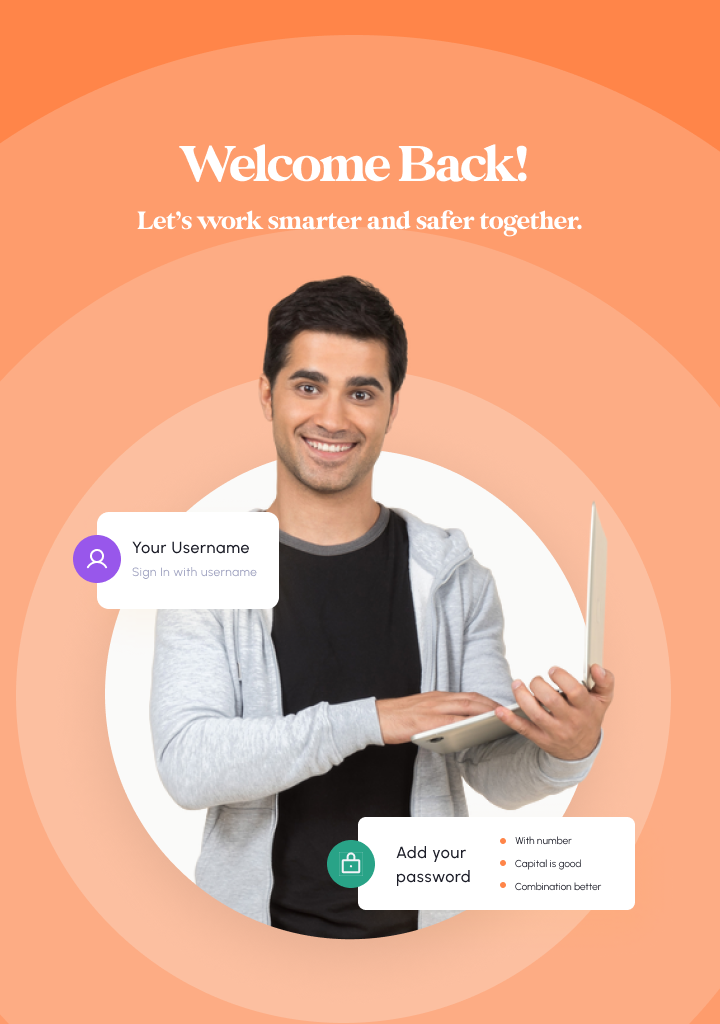 Welcome Back!
Let's work smarter and safer together.
Your Username
Sign In with username
Add your
password
With number
Capital is good
Combination better